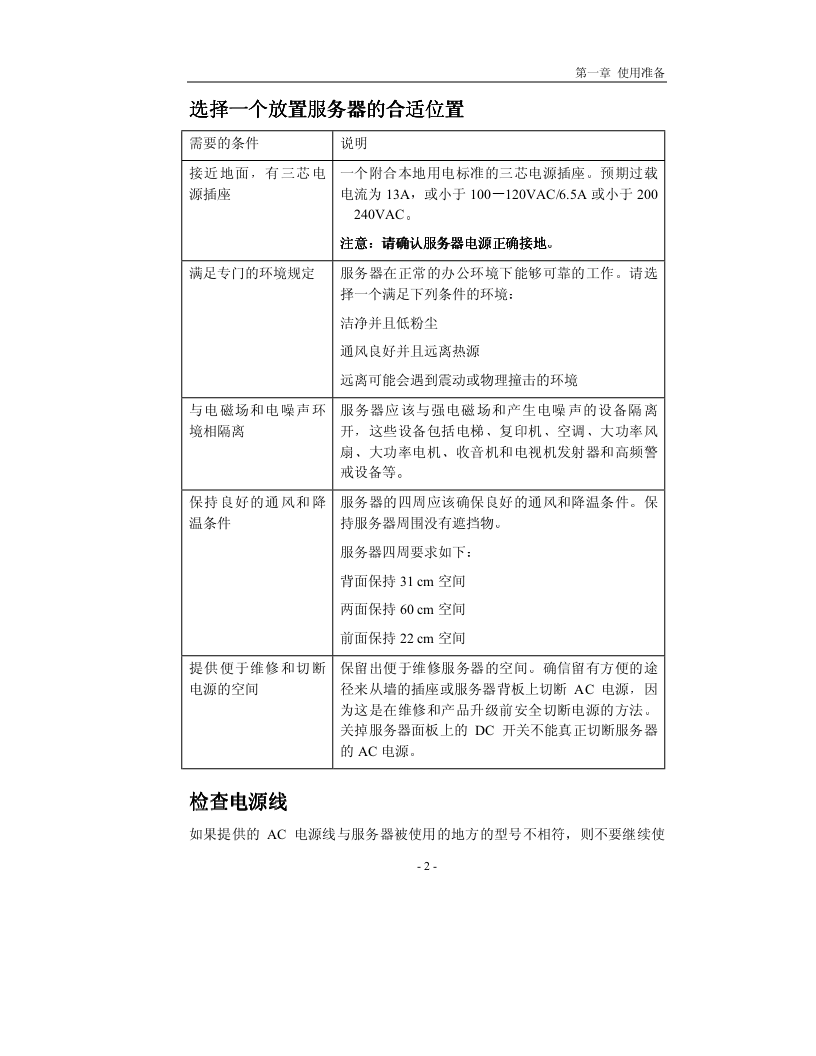 第一章 使用准备
选择一个放置服务器的合适位置
需要的条件
说明
接近地面，有三芯电
源插座
一个附合本地用电标准的三芯电源插座。预期过载
电流为 13A，或小于 100－120VAC/6.5A 或小于 200
240VAC。
注意：请确认服务器电源正确接地。
满足专门的环境规定
服务器在正常的办公环境下能够可靠的工作。请选
择一个满足下列条件的环境：
洁净并且低粉尘
通风良好并且远离热源
远离可能会遇到震动或物理撞击的环境
与电磁场和电噪声环
境相隔离
服务器应该与强电磁场和产生电噪声的设备隔离
开，这些设备包括电梯、复印机、空调、大功率风
扇、大功率电机、收音机和电视机发射器和高频警
戒设备等。
保持良好的通风和降
温条件
服务器的四周应该确保良好的通风和降温条件。保
持服务器周围没有遮挡物。
服务器四周要求如下：
背面保持 31 cm 空间
两面保持 60 cm 空间
前面保持 22 cm 空间
提供便于维修和切断
电源的空间
保留出便于维修服务器的空间。确信留有方便的途
径来从墙的插座或服务器背板上切断 AC 电源，因
为这是在维修和产品升级前安全切断电源的方法。
关掉服务器面板上的 DC 开关不能真正切断服务器
的 AC 电源。
检查电源线
如果提供的 AC 电源线与服务器被使用的地方的型号不相符，则不要继续使
- 2 -